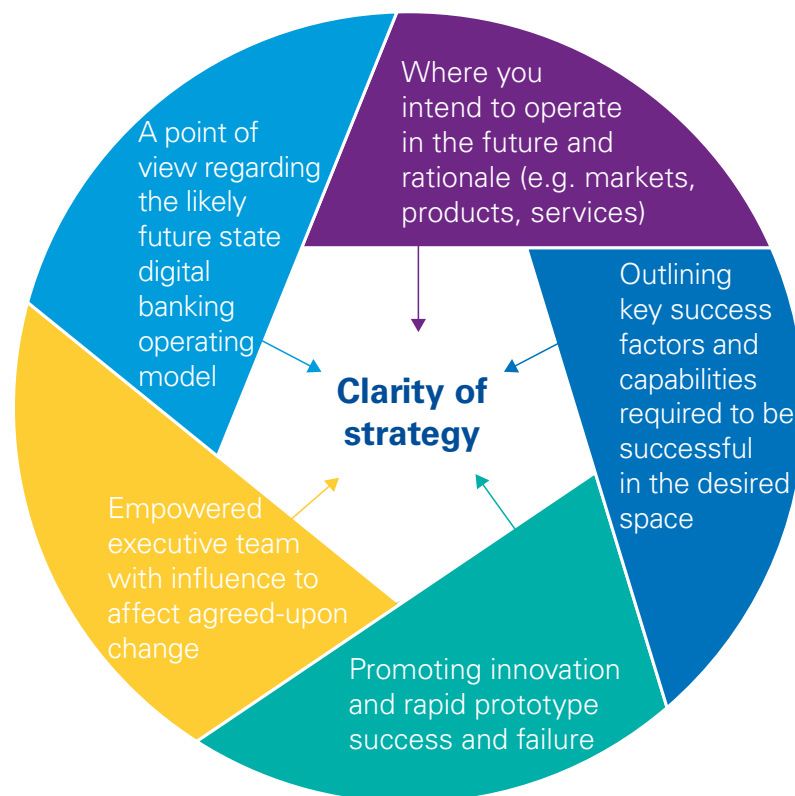 Where you
intend to operate
in the future and
rationale (e.g. markets,
products, services)
A point of
view regarding
the likely
future state
digital
banking
operating
model
Outlining
key success
factors and
capabilities
required to be
successful
in the desired
space
Clarity of
strategy
Empowered
executive team
with influence to
affect agreed-upon
change
Promoting innovation
and rapid prototype
success and failure